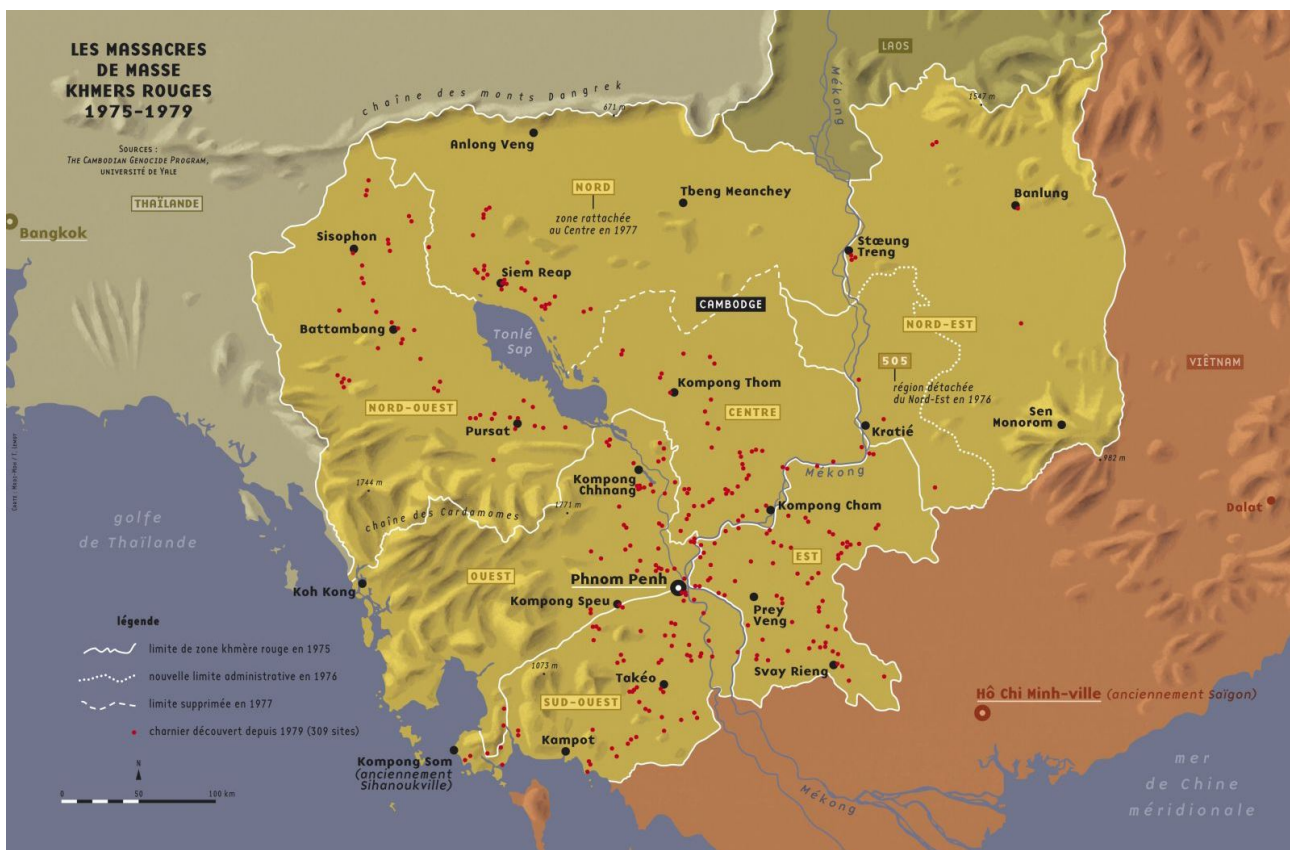 LES MASSACRES
DE MASSE
KHMERS ROUGES
1975-1979
SOURCES :
THE CAMBODIAN GENOCIDE PROGRAM,
UNIVERSITÉ DE YALE
chaîne des monts Dangrek
671 m
LAOS
Mékong
1547 m
Anlong Veng
NORD
zone rattachée
au Centre en 1977
Tbeng Meanchey
Banlung
THAÏLANDE
Bangkok
Sisophon
Stœung
Treng
Siem Reap
CAMBODGE
Battambang
Tonlé
Sap
NORD-EST
505
région détachée
du Nord-Est en 1976
VIÊTNAM
Kompong Thom
NORD-OUEST
CENTRE
Pursat
Kratié
Sen
Monorom
982 m
Mékong
Kompong
Chhnang
1744 m
1771 m
chaîne des Cardamomes
Kompong Cham
Dalat
golfe
de Thaïlande
EST
OUEST
Phnom Penh
Koh Kong
Kompong Speu
Prey
Veng
légende
limite de zone khmère rouge en 1975
nouvelle limite administrative en 1976
limite supprimée en 1977
charnier découvert depuis 1979 (309 sites)
1073 m
Takéo
Svay Rieng
SUD-OUEST
Hô Chi Minh-ville (anciennement Saïgon)
Kampot
Kompong Som
(anciennement
Sihanoukville)
N
0 50 100 km
Mékong
mer
de Chine
méridionale